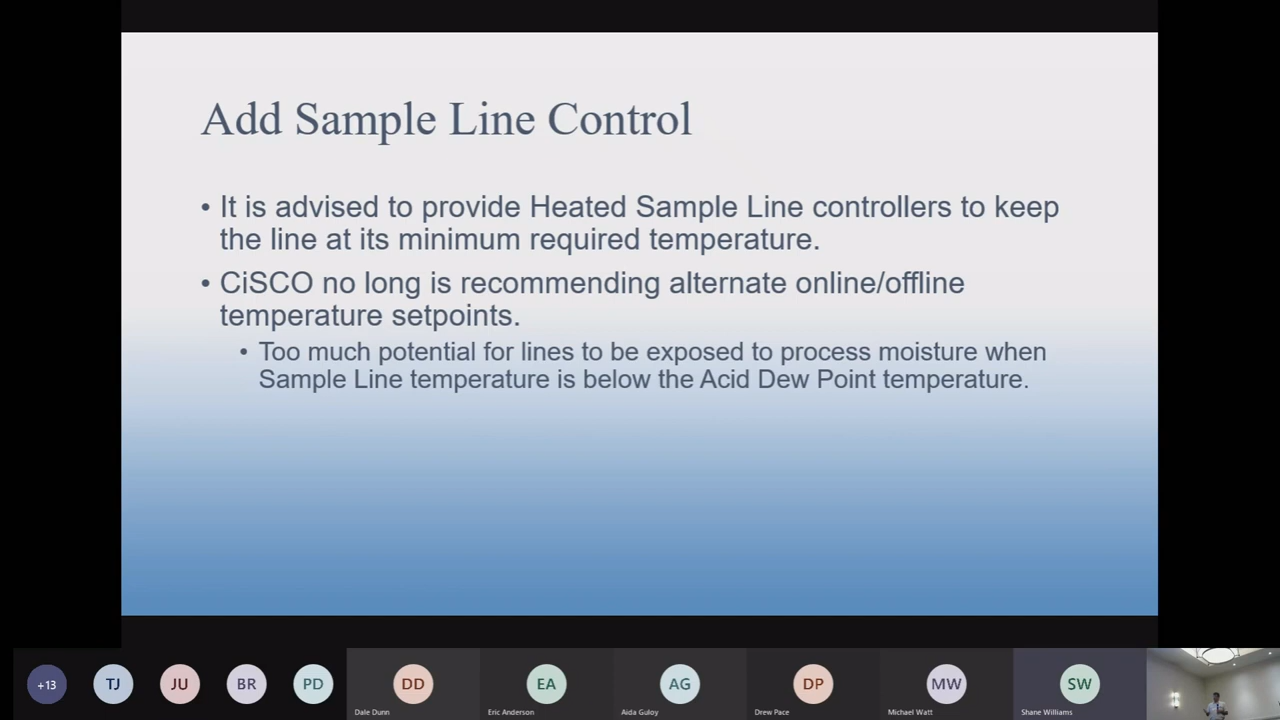 Add Sample Line Control
• It is advised to provide Heated Sample Line controllers to keep
the line at its minimum required temperature.
• CiSCO no long is recommending alternate online/offline
temperature setpoints.
• Too much potential for lines to be exposed to process moisture when
Sample Line temperature is below the Acid Dew Point temperature.
+13
TJ
JU
BR
PD
DD
EA
AG
DP
MW
SW
Dale Dunn
Eric Anderson
Aida Guloy
Drew Pace
Michael Watt
Shane Williams